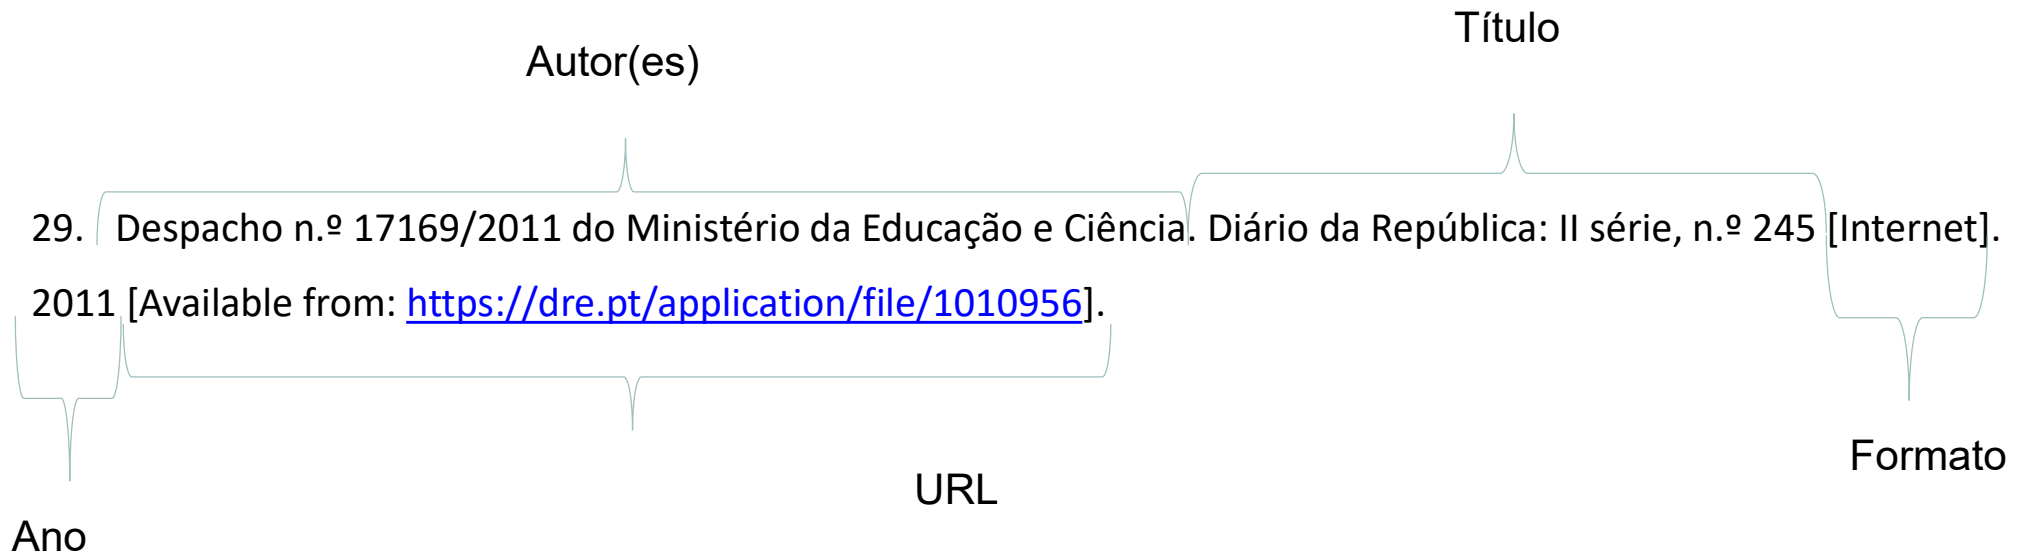 Título
Autor(es)
29. Despacho n.º 17169/2011 do Ministério da Educação e Ciência. Diário da República: II série, n.º 245 [Internet].
2011 [Available from: https://dre.pt/application/file/1010956].
Formato
URL
Ano